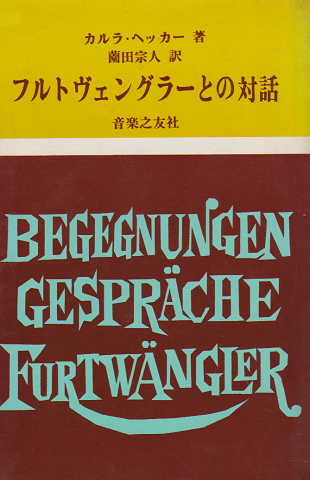 カルラ・ヘッカー 著
薗田宗人 訳
フルトヴェングラーとの対話
音楽之友社
BEGEGNUNGEN
GESPRÄCHE
FURTWÄNGLER